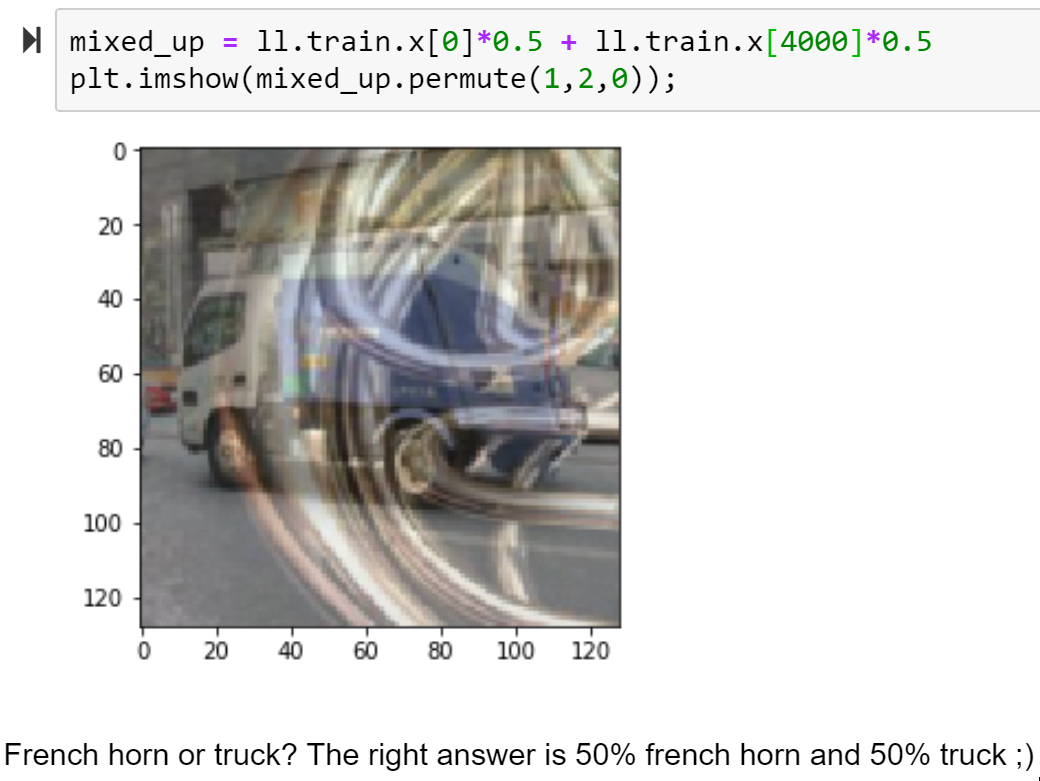 mixed_up = ll.train.x[0]*0.5 + ll.train.x[4000]*0.5
plt.imshow(mixed_up.permute(1,2,0));
0
20
40
60
80
100
120
0 20 40 60 80 100 120
French horn or truck? The right answer is 50% french horn and 50% truck ;)